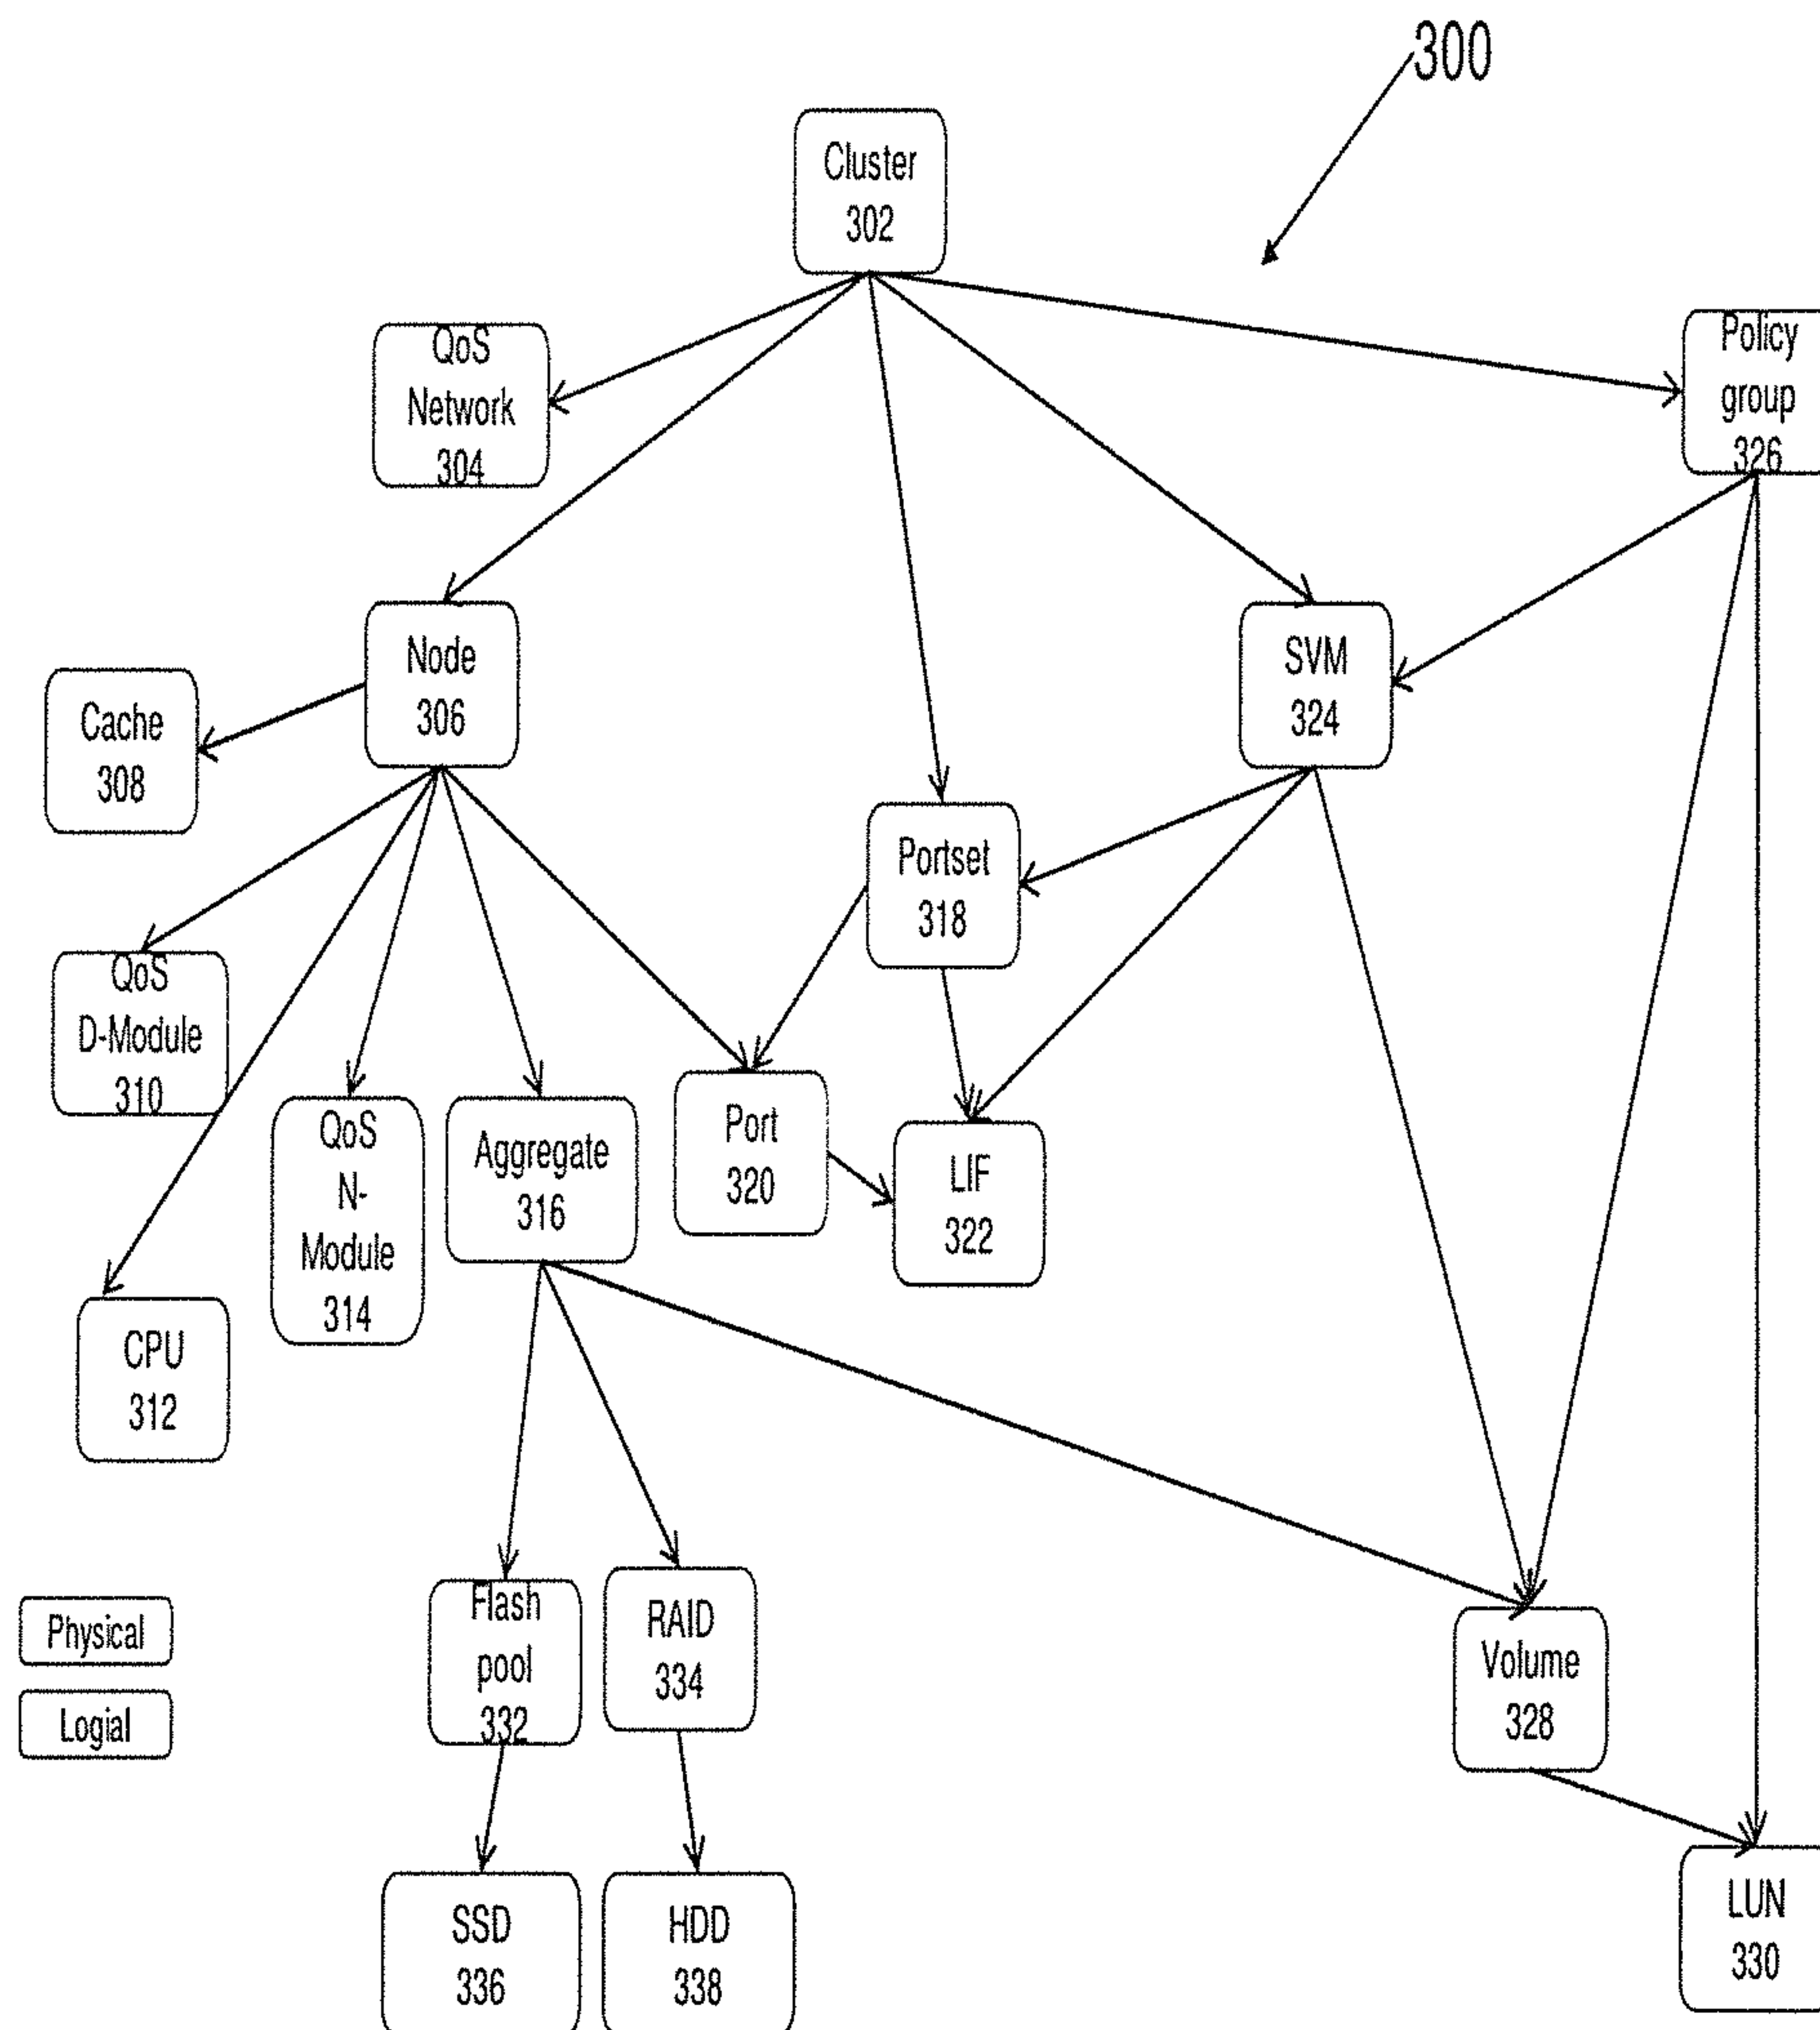 300
Cluster
302
QoS
Network
304
Policy
group
326
Node
306
SVM
324
Cache
308
Portset
318
QoS
D-Module
310
QoS
N-
Module
314
Aggregate
316
Port
320
LIF
322
CPU
312
Flash
pool
332
RAID
334
Physical
Logial
Volume
328
SSD
336
HDD
338
LUN
330